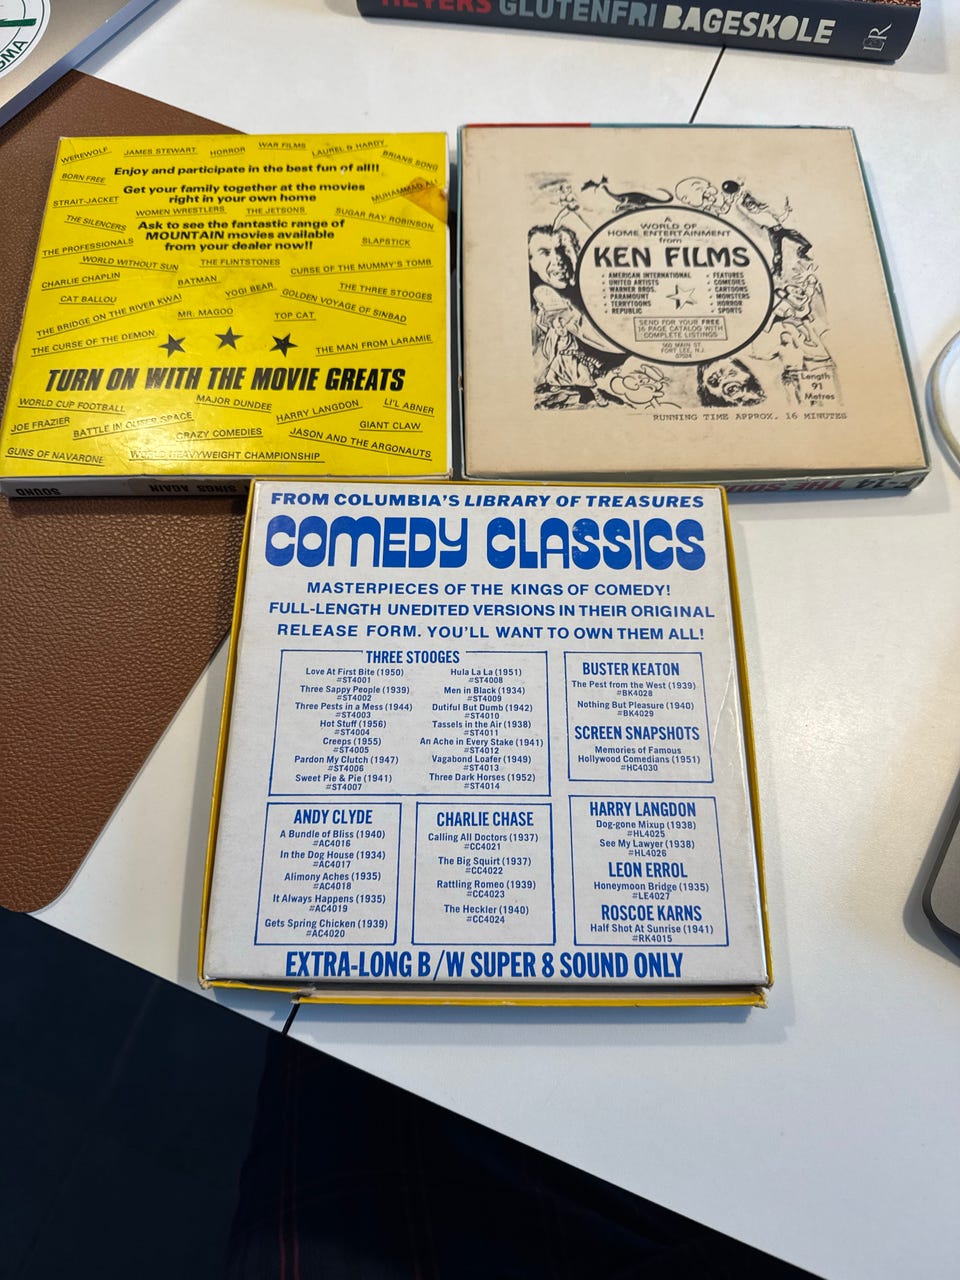 MEYERS GLUTENFRI BAGESKOLE
WEREWOLF
JAMES STEWART
HORROR
WAR FILMS
LAUREL & HARDY
BRIANS SONG
BORN FREE
Enjoy and participate in the best fun of all!!
STRAIT-JACKET
Get your family together at the movies
right in your own home
MUHAMMAD ALI
THE SILENCERS
WOMEN WRESTLERS
THE JETSONS
SUGAR RAY ROBINSON
Ask to see the fantastic range of
MOUNTAIN movies available
from your dealer now!!
THE PROFESSIONALS
SLAPSTICK
WORLD WITHOUT SUN
THE FLINTSTONES
CURSE OF THE MUMMY'S TOMB
CHARLIE CHAPLIN
BATMAN
CAT BALLOU
YOGI BEAR
GOLDEN VOYAGE OF SINBAD
THE THREE STOOGES
THE BRIDGE ON THE RIVER KWAI
MR. MAGOO
TOP CAT
THE CURSE OF THE DEMON
THE MAN FROM LARAMIE
TURN ON WITH THE MOVIE GREATS
WORLD CUP FOOTBALL
MAJOR DUNDEE
HARRY LANGDON
LI'L ABNER
JOE FRAZIER
BATTLE IN OUTER SPACE
CRAZY COMEDIES
GIANT CLAW
GUNS OF NAVARONE
WORLD HEAVYWEIGHT CHAMPIONSHIP
JASON AND THE ARGONAUTS
SINGS AGAIN
SOUND
A
WORLD OF
HOME ENTERTAINMENT
from
KEN FILMS
AMERICAN INTERNATIONAL
UNITED ARTISTS
WARNER BROS.
PARAMOUNT
TERRYTOONS
REPUBLIC
FEATURES
COMEDIES
CARTOONS
MONSTERS
HORROR
SPORTS
SEND FOR YOUR FREE
16 PAGE CATALOG WITH
COMPLETE LISTINGS
560 MAIN ST.
FORT LEE, N.J.
07024
Length
91
Metres
RUNNING TIME APPROX. 16 MINUTES
FROM COLUMBIA'S LIBRARY OF TREASURES
COMEDY CLASSICS
MASTERPIECES OF THE KINGS OF COMEDY!
FULL-LENGTH UNEDITED VERSIONS IN THEIR ORIGINAL
RELEASE FORM. YOU'LL WANT TO OWN THEM ALL!
THREE STOOGES
Love At First Bite (1950)
#ST4001
Three Sappy People (1939)
#ST4002
Three Pests in a Mess (1944)
#ST4003
Hot Stuff (1956)
#ST4004
Creeps (1955)
#ST4005
Pardon My Clutch (1947)
#ST4006
Sweet Pie & Pie (1941)
#ST4007
Hula La La (1951)
#ST4008
Men in Black (1934)
#ST4009
Dutiful But Dumb (1942)
#ST4010
Tassels in the Air (1938)
#ST4011
An Ache in Every Stake (1941)
#ST4012
Vagabond Loafer (1949)
#ST4013
Three Dark Horses (1952)
#ST4014
BUSTER KEATON
The Pest from the West (1939)
#BK4028
Nothing But Pleasure (1940)
#BK4029
SCREEN SNAPSHOTS
Memories of Famous
Hollywood Comedians (1951)
#HC4030
ANDY CLYDE
A Bundle of Bliss (1940)
#AC4016
In the Dog House (1934)
#AC4017
Alimony Aches (1935)
#AC4018
It Always Happens (1935)
#AC4019
Gets Spring Chicken (1939)
#AC4020
CHARLIE CHASE
Calling All Doctors (1937)
#CC4021
The Big Squirt (1937)
#CC4022
Rattling Romeo (1939)
#CC4023
The Heckler (1940)
#CC4024
HARRY LANGDON
Dog-gone Mixup (1938)
#HL4025
See My Lawyer (1938)
#HL4026
LEON ERROL
Honeymoon Bridge (1935)
#LE4027
ROSCOE KARNS
Half Shot At Sunrise (1941)
#RK4015
EXTRA-LONG B/W SUPER 8 SOUND ONLY